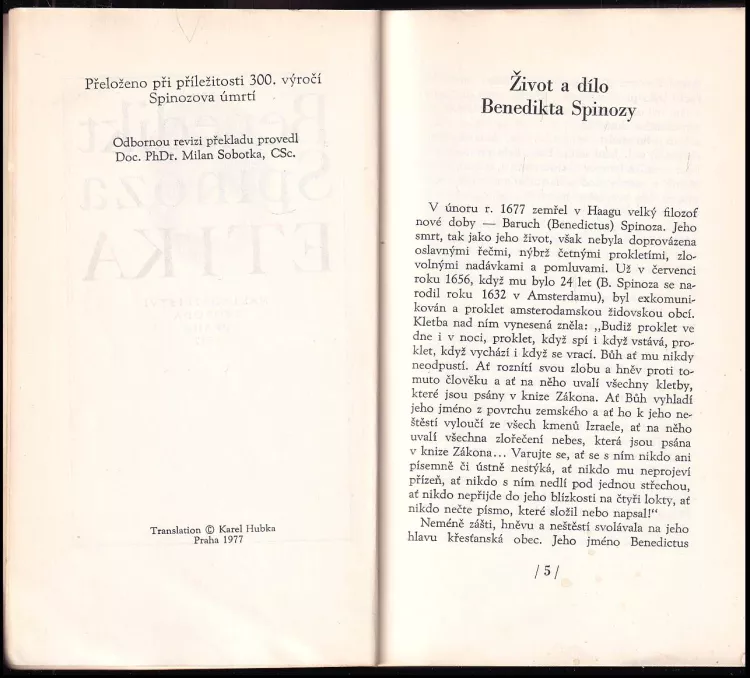 Přeloženo při příležitosti 300. výročí
Spinozova úmrtí
Odbornou revizi překladu provedl
Doc. PhDr. Milan Sobotka, CSc.
Translation © Karel Hubka
Praha 1977
Život a dílo
Benedikta Spinozy
V únoru r. 1677 zemřel v Haagu velký filozof
nové doby — Baruch (Benedictus) Spinoza. Jeho
smrt, tak jako jeho život, však nebyla doprovázena
oslavnými řečmi, nýbrž četnými prokletími, zlo-
volnými nadávkami a pomluvami. Už v červenci
roku 1656, když mu bylo 24 let (B. Spinoza se na-
rodil roku 1632 v Amsterdamu), byl exkomuni-
kován a proklet amsterodamskou židovskou obcí.
Kletba nad ním vynesená zněla: „Budiž proklet ve
dne i v noci, proklet, když spí i když vstává, pro-
klet, když vychází i když se vrací. Bůh ať mu nikdy
neodpustí. Ať roznítí svou zlobu a hněv proti to-
muto člověku a ať na něho uvalí všechny kletby,
které jsou psány v knize Zákona. Ať Bůh vyhladí
jeho jméno z povrchu zemského a ať ho k jeho ne-
štěstí vyloučí ze všech kmenů Izraele, ať na něho
uvalí všechna zlořečení nebes, která jsou psána
v knize Zákona... Varujte se, ať se s ním nikdo ani
písemně či ústně nestýká, ať nikdo mu neprojeví
přízeň, ať nikdo s ním nedlí pod jednou střechou,
ať nikdo nepřijde do jeho blízkosti na čtyři lokty, ať
nikdo nečte písmo, které složil nebo napsal!“
Neméně zášti, hněvu a neštěstí svolávala na jeho
hlavu křesťanská obec. Jeho jméno Benedictus
/ 5 /